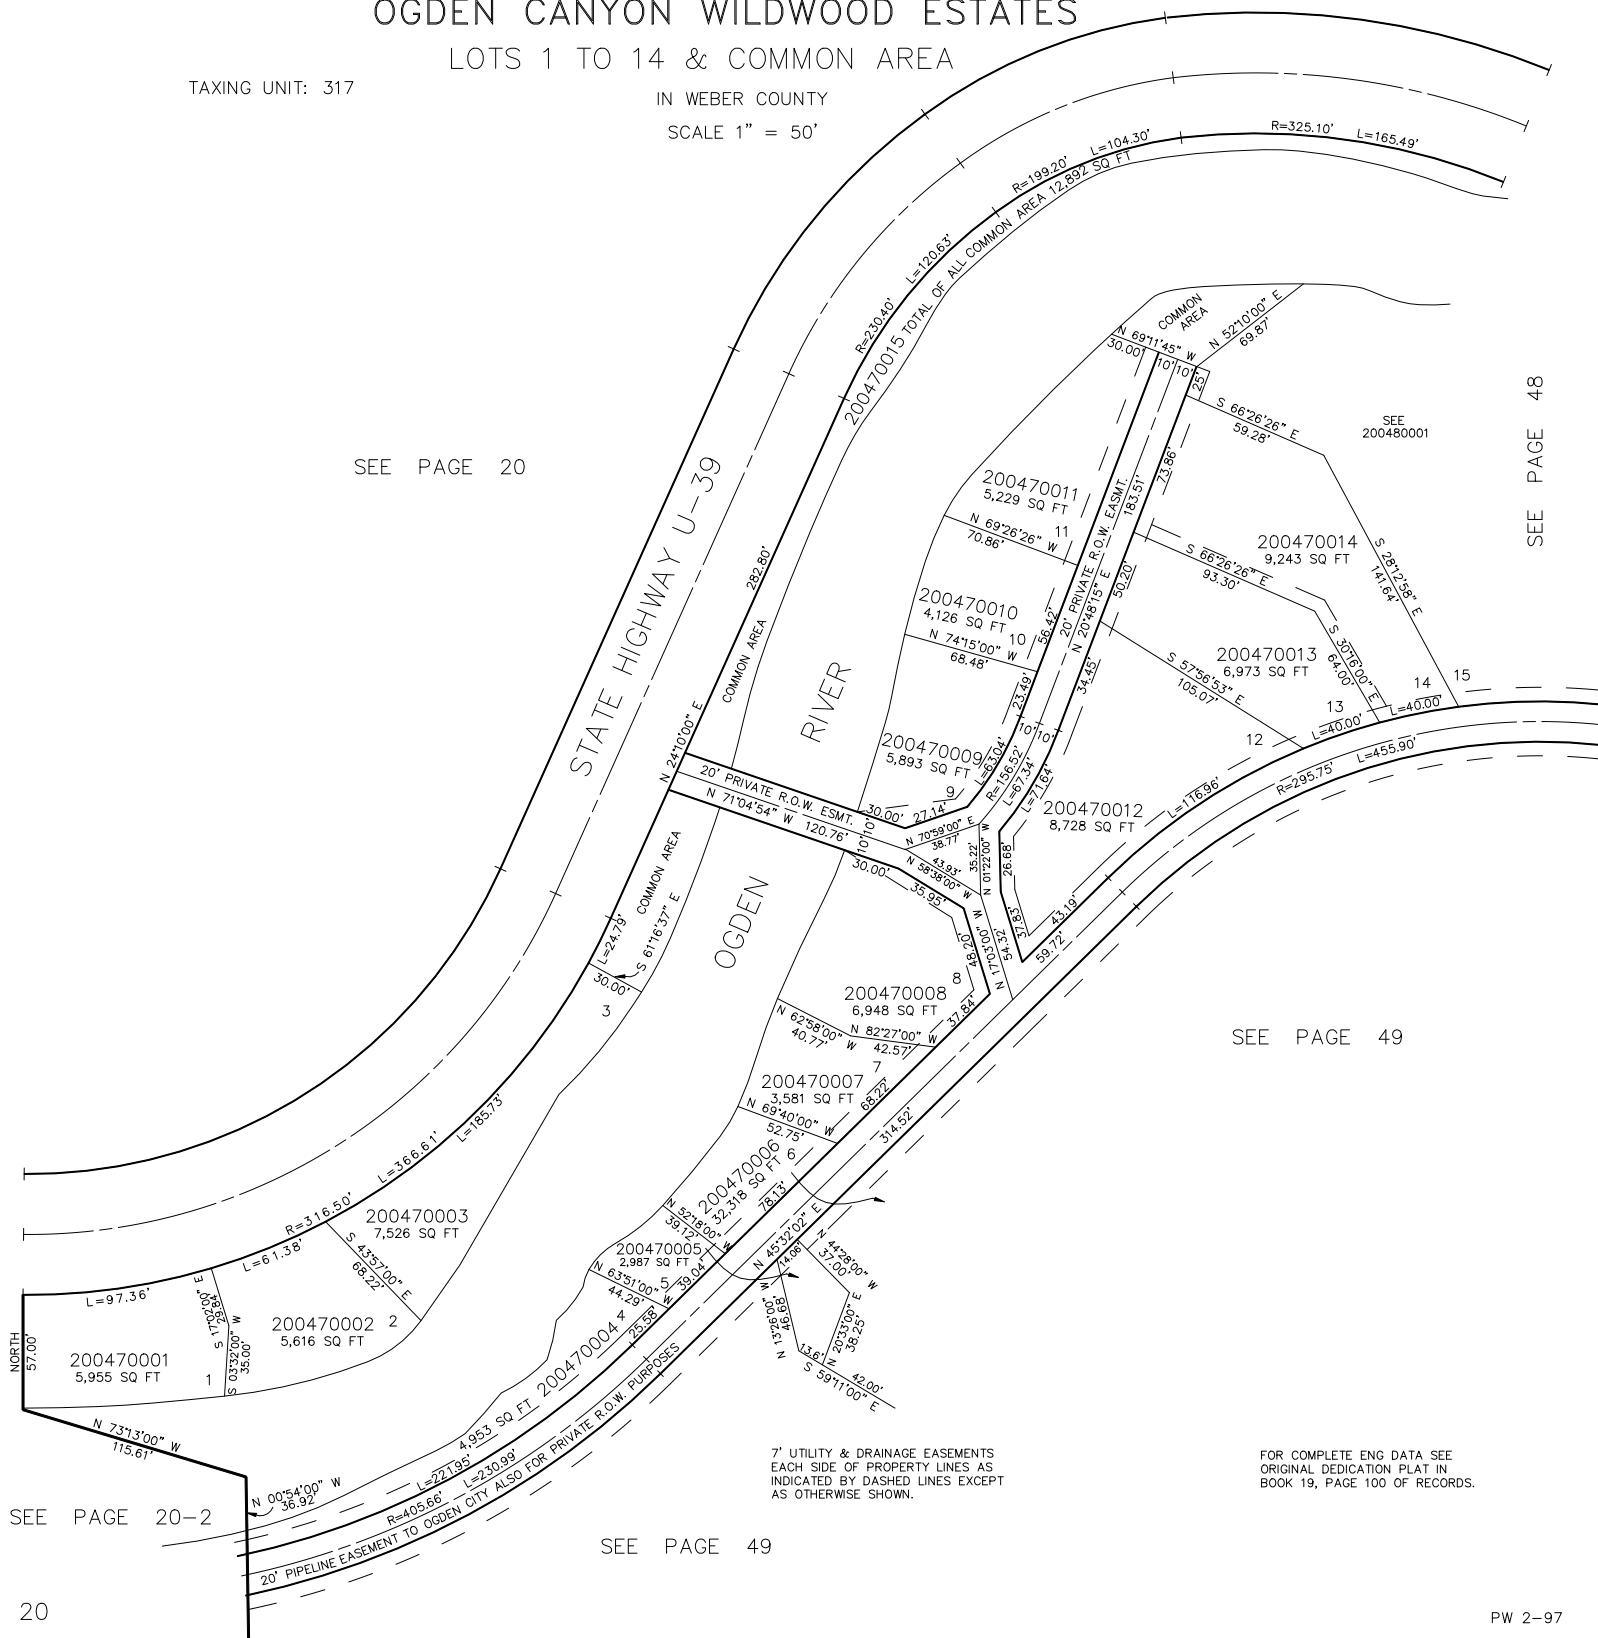 OGDEN CANYON WILDWOOD ESTATES
LOTS 1 TO 14 & COMMON AREA
TAXING UNIT: 317
IN WEBER COUNTY
SCALE 1" = 50'
R=325.10' L=165.49'
R=199.20' L=104.30'
R=230.40' L=120.63'
200470015 TOTAL OF ALL COMMON AREA 12,892 SQ FT
COMMON
AREA
N 52°10'00" E
69.87'
N 69°11'45" W
30.00'
10' 10'
25'
S 66°26'26" E
59.28'
SEE
200480001
SEE PAGE 48
SEE PAGE 20
STATE HIGHWAY U-39
282.80'
COMMON AREA
N 24°10'00" E
RIVER
OGDEN
200470011
5,229 SQ FT
11
N 69°26'26" W
70.86'
200470010
4,126 SQ FT
10
N 74°15'00" W
68.48'
20' PRIVATE R.O.W. EASMT.
183.51'
N 20°48'15" E
73.86'
50.20'
34.45'
56.42'
23.49'
10' 10'
200470014
9,243 SQ FT
S 66°26'26" E
93.30'
S 28°12'58" E
141.64'
200470013
6,973 SQ FT
S 30°16'00" E
64.00'
S 57°56'53" E
105.07'
12
13
14
15
L=40.00'
L=40.00'
L=116.96'
R=295.75' L=455.90'
200470009
5,893 SQ FT
9
L=63.04'
R=156.52'
L=67.34'
L=71.64'
200470012
8,728 SQ FT
20' PRIVATE R.O.W. ESMT.
N 71°04'54" W 120.76'
30.00' 27.14'
10' 10'
N 70°59'00" E
38.77'
43.93'
N 58°38'00" W
30.00'
35.95'
35.22'
N 01°22'00" W
26.68'
37.83'
43.19'
59.72'
N 17°03'00" W
54.32'
48.20'
COMMON AREA
L=24.79'
S 61°16'37" E
30.00'
3
8
200470008
6,948 SQ FT
37.84'
N 62°58'00" W
40.77'
N 82°27'00" W
42.57'
7
SEE PAGE 49
200470007
3,581 SQ FT
68.22'
N 69°40'00" W
52.75'
314.52'
200470006
32,318 SQ FT
6
78.13'
N 52°18'00" W
39.12'
200470005
2,987 SQ FT
5
39.04'
N 63°51'00" W
44.29'
N 45°32'02" E
14.06'
N 44°28'00" W
37.00'
N 13°26'00" W
46.68'
N 20°33'00" E
38.25'
13.6'
42.00'
S 59°11'00" E
L=185.73'
L=366.61'
R=316.50'
L=61.38'
L=97.36'
200470003
7,526 SQ FT
S 43°57'00" E
68.22'
S 17°02'00" E
29.84'
S 03°32'00" W
35.00'
200470002
5,616 SQ FT
2
200470001
5,955 SQ FT
1
NORTH
57.00'
N 73°13'00" W
115.61'
N 00°54'00" W
36.92'
4
25.58'
4,953 SQ FT 200470004
L=221.95'
L=230.99'
R=405.66'
20' PIPELINE EASEMENT TO OGDEN CITY ALSO FOR PRIVATE R.O.W. PURPOSES
7' UTILITY & DRAINAGE EASEMENTS
EACH SIDE OF PROPERTY LINES AS
INDICATED BY DASHED LINES EXCEPT
AS OTHERWISE SHOWN.
FOR COMPLETE ENG DATA SEE
ORIGINAL DEDICATION PLAT IN
BOOK 19, PAGE 100 OF RECORDS.
SEE PAGE 20-2
SEE PAGE 49
20
PW 2-97